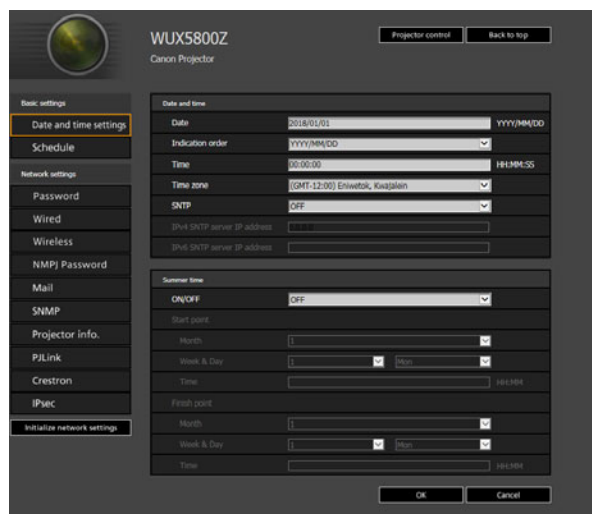 WUX5800Z
Canon Projector
Projector control
Back to top
Basic settings
Date and time settings
Schedule
Network settings
Password
Wired
Wireless
NMPJ Password
Mail
SNMP
Projector info.
PJLink
Crestron
IPsec
Initialize network settings
Date and time
Date 2018/01/01 YYYY/MM/DD
Indication order YYYY/MM/DD
Time 00:00:00 HH:MM:SS
Time zone (GMT-12:00) Eniwetok, Kwajalein
SNTP OFF
IPv4 SNTP server IP address
IPv6 SNTP server IP address
Summer time
ON/OFF OFF
Start point
Month 1
Week & Day 1 Mon
Time HH:MM
Finish point
Month 1
Week & Day 1 Mon
Time HH:MM
OK Cancel